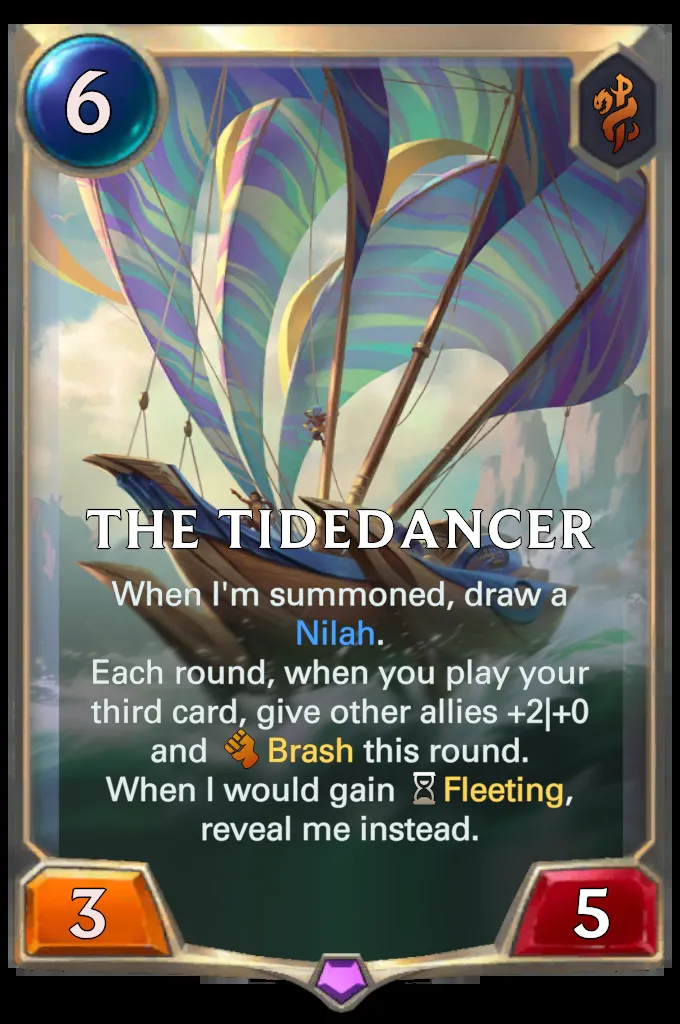 6
THE TIDEDANCER
When I'm summoned, draw a
Nilah.
Each round, when you play your
third card, give other allies +2|+0
and Brash this round.
When I would gain Fleeting,
reveal me instead.
3
5